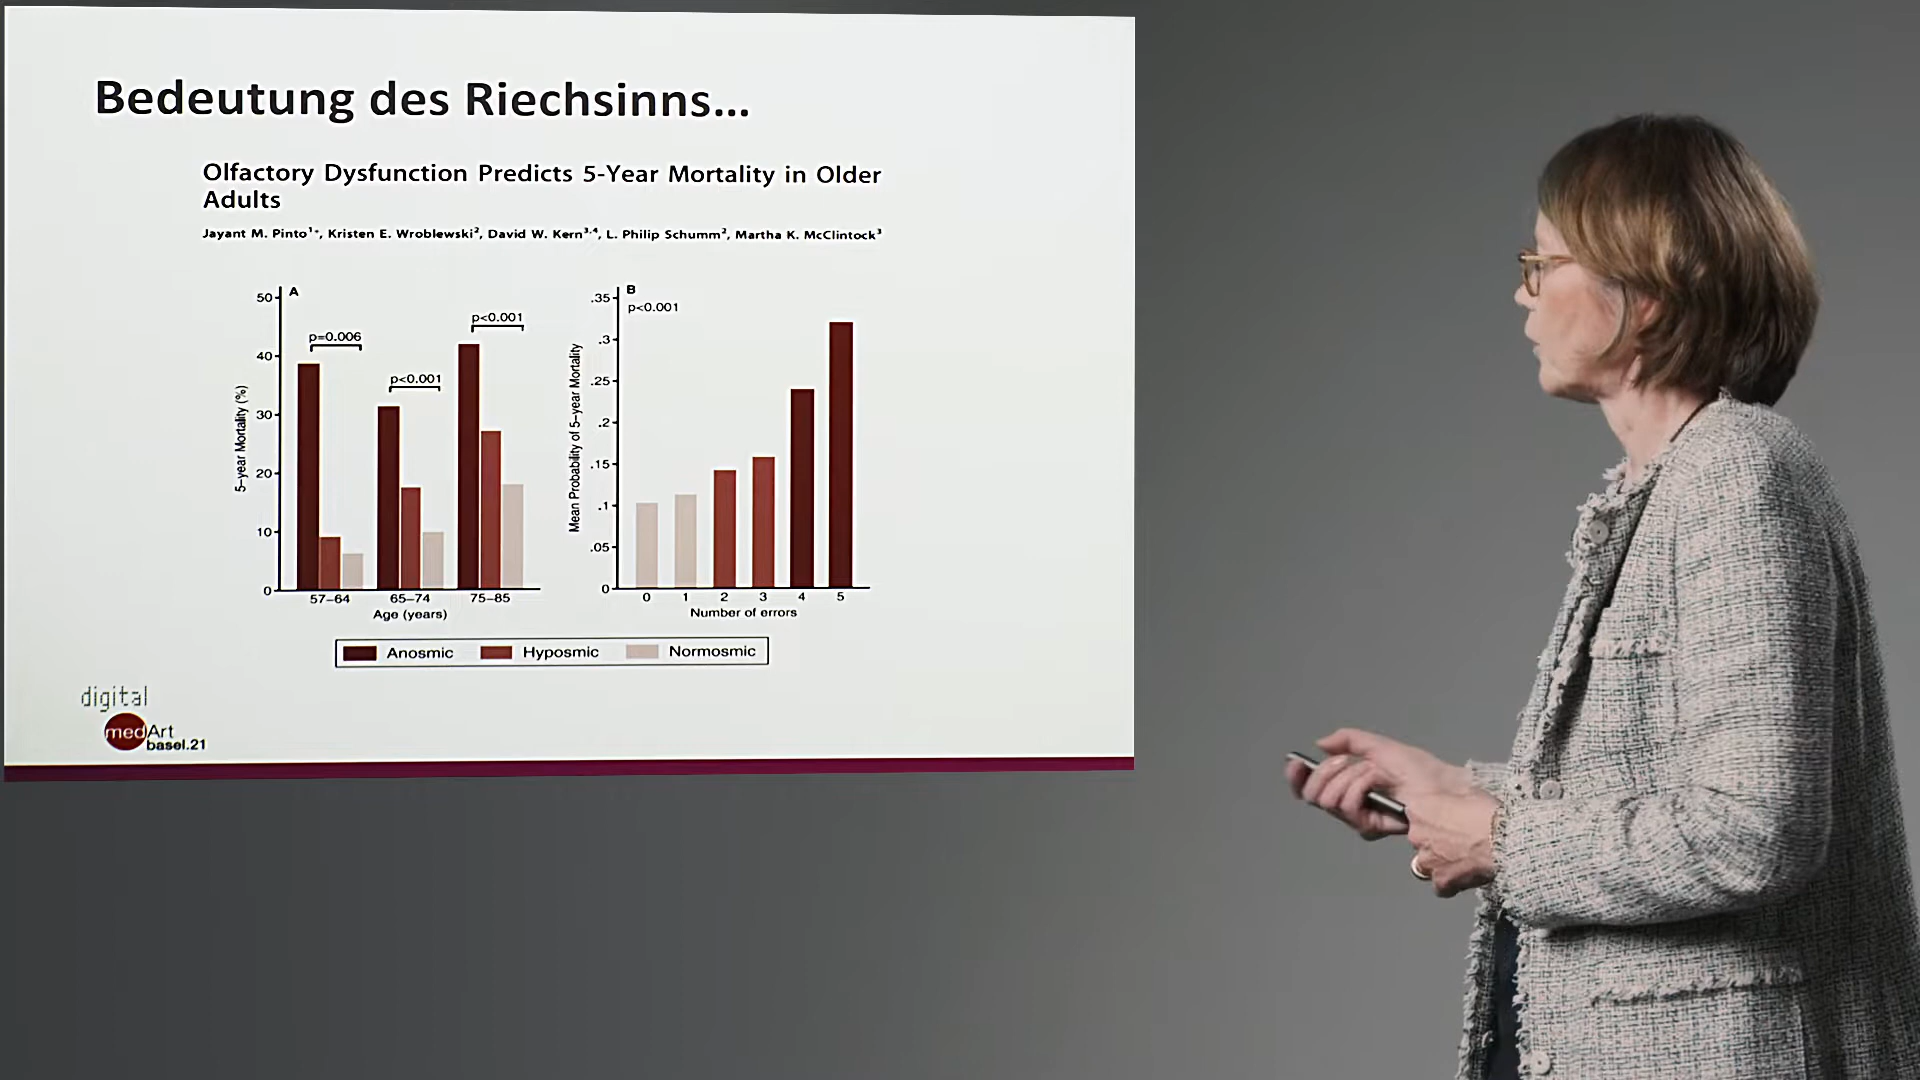 Bedeutung des Riechsinns...
Olfactory Dysfunction Predicts 5-Year Mortality in Older
Adults
Jayant M. Pinto¹*, Kristen E. Wroblewski², David W. Kern³,⁴, L. Philip Schumm², Martha K. McClintock³
A
50
40
30
20
10
0
5–year Mortality (%)
p=0.006
p<0.001
p<0.001
57–64 65–74 75–85
Age (years)
B
p<0.001
.35
.3
.25
.2
.15
.1
.05
0
Mean Probability of 5–year Mortality
0 1 2 3 4 5
Number of errors
Anosmic Hyposmic Normosmic
digital
medArt
basel.21